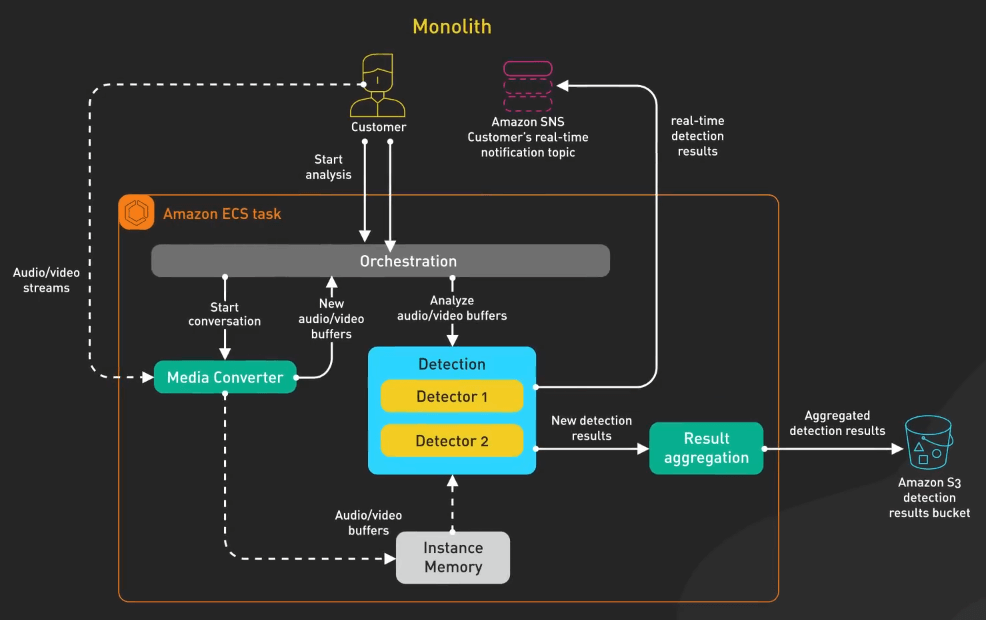 Monolith
Customer
Amazon SNS
Customer's real-time
notification topic
real-time
detection
results
Start
analysis
Amazon ECS task
Orchestration
Audio/video
streams
Start
conversation
New
audio/video
buffers
Analyze
audio/video buffers
Media Converter
Detection
Detector 1
Detector 2
New detection
results
Result
aggregation
Aggregated
detection results
Amazon S3
detection
results bucket
Audio/video
buffers
Instance
Memory